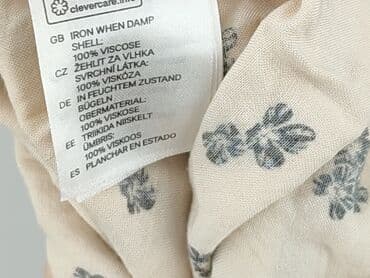 clevercare.info
GB IRON WHEN DAMP
SHELL:
100% VISCOSE
CZ ŽEHLIT ZA VLHKA
SVRCHNÍ LÁTKA:
100% VISKÓZA
DE IN FEUCHTEM ZUSTAND
BÜGELN
OBERMATERIAL:
100% VISKOSE
EE TRIIKIDA NIISKELT
ÜMBRIS:
100% VISKOOS
ES PLANCHAR EN ESTADO